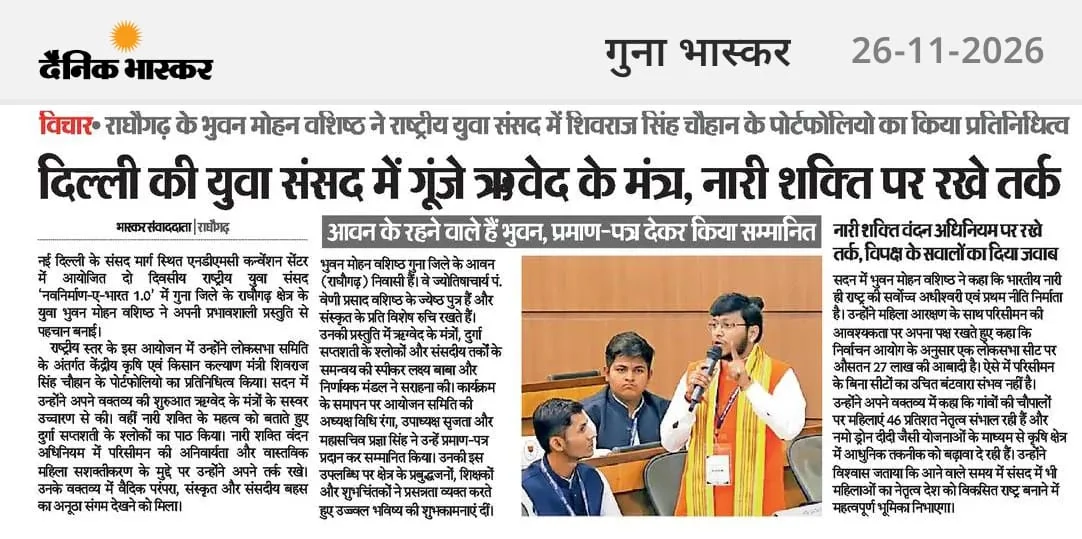 दैनिक भास्कर
गुना भास्कर
26-11-2026
विचार• राघौगढ़ के भुवन मोहन वशिष्ठ ने राष्ट्रीय युवा संसद में शिवराज सिंह चौहान के पोर्टफोलियो का किया प्रतिनिधित्व
दिल्ली की युवा संसद में गूंजे ऋग्वेद के मंत्र, नारी शक्ति पर रखे तर्क
भास्कर संवाददाता | राघौगढ़
नई दिल्ली के संसद मार्ग स्थित एनडीएमसी कन्वेंशन सेंटर
में आयोजित दो दिवसीय राष्ट्रीय युवा संसद
'नवनिर्माण-ए-भारत 1.0' में गुना जिले के राघौगढ़ क्षेत्र के
युवा भुवन मोहन वशिष्ठ ने अपनी प्रभावशाली प्रस्तुति से
पहचान बनाई।
राष्ट्रीय स्तर के इस आयोजन में उन्होंने लोकसभा समिति
के अंतर्गत केंद्रीय कृषि एवं किसान कल्याण मंत्री शिवराज
सिंह चौहान के पोर्टफोलियो का प्रतिनिधित्व किया। सदन में
उन्होंने अपने वक्तव्य की शुरुआत ऋग्वेद के मंत्रों के सस्वर
उच्चारण से की। वहीं नारी शक्ति के महत्व को बताते हुए
दुर्गा सप्तशती के श्लोकों का पाठ किया। नारी शक्ति वंदन
अधिनियम में परिसीमन की अनिवार्यता और वास्तविक
महिला सशक्तीकरण के मुद्दे पर उन्होंने अपने तर्क रखे।
उनके वक्तव्य में वैदिक परंपरा, संस्कृत और संसदीय बहस
का अनूठा संगम देखने को मिला।
आवन के रहने वाले हैं भुवन, प्रमाण-पत्र देकर किया सम्मानित
भुवन मोहन वशिष्ठ गुना जिले के आवन
(राघौगढ़) निवासी हैं। वे ज्योतिषाचार्य पं.
वेणी प्रसाद वशिष्ठ के ज्येष्ठ पुत्र हैं और
संस्कृत के प्रति विशेष रुचि रखते हैं।
उनकी प्रस्तुति में ऋग्वेद के मंत्रों, दुर्गा
सप्तशती के श्लोकों और संसदीय तर्कों के
समन्वय की स्पीकर लक्ष्य बाबा और
निर्णायक मंडल ने सराहना की। कार्यक्रम
के समापन पर आयोजन समिति की
अध्यक्ष विधि रंगा, उपाध्यक्ष सृजता और
महासचिव प्रज्ञा सिंह ने उन्हें प्रमाण-पत्र
प्रदान कर सम्मानित किया। उनकी इस
उपलब्धि पर क्षेत्र के प्रबुद्धजनों, शिक्षकों
और शुभचिंतकों ने प्रसन्नता व्यक्त करते
हुए उज्ज्वल भविष्य की शुभकामनाएं दीं।
नारी शक्ति वंदन अधिनियम पर रखे
तर्क, विपक्ष के सवालों का दिया जवाब
सदन में भुवन मोहन वशिष्ठ ने कहा कि भारतीय नारी
ही राष्ट्र की सर्वोच्च अधीश्वरी एवं प्रथम नीति निर्माता
है। उन्होंने महिला आरक्षण के साथ परिसीमन की
आवश्यकता पर अपना पक्ष रखते हुए कहा कि
निर्वाचन आयोग के अनुसार एक लोकसभा सीट पर
औसतन 27 लाख की आबादी है। ऐसे में परिसीमन
के बिना सीटों का उचित बंटवारा संभव नहीं है।
उन्होंने अपने वक्तव्य में कहा कि गांवों की चौपालों
पर महिलाएं 46 प्रतिशत नेतृत्व संभाल रही हैं और
नमो ड्रोन दीदी जैसी योजनाओं के माध्यम से कृषि क्षेत्र
में आधुनिक तकनीक को बढ़ावा दे रही हैं। उन्होंने
विश्वास जताया कि आने वाले समय में संसद में भी
महिलाओं का नेतृत्व देश को विकसित राष्ट्र बनाने में
महत्वपूर्ण भूमिका निभाएगा।